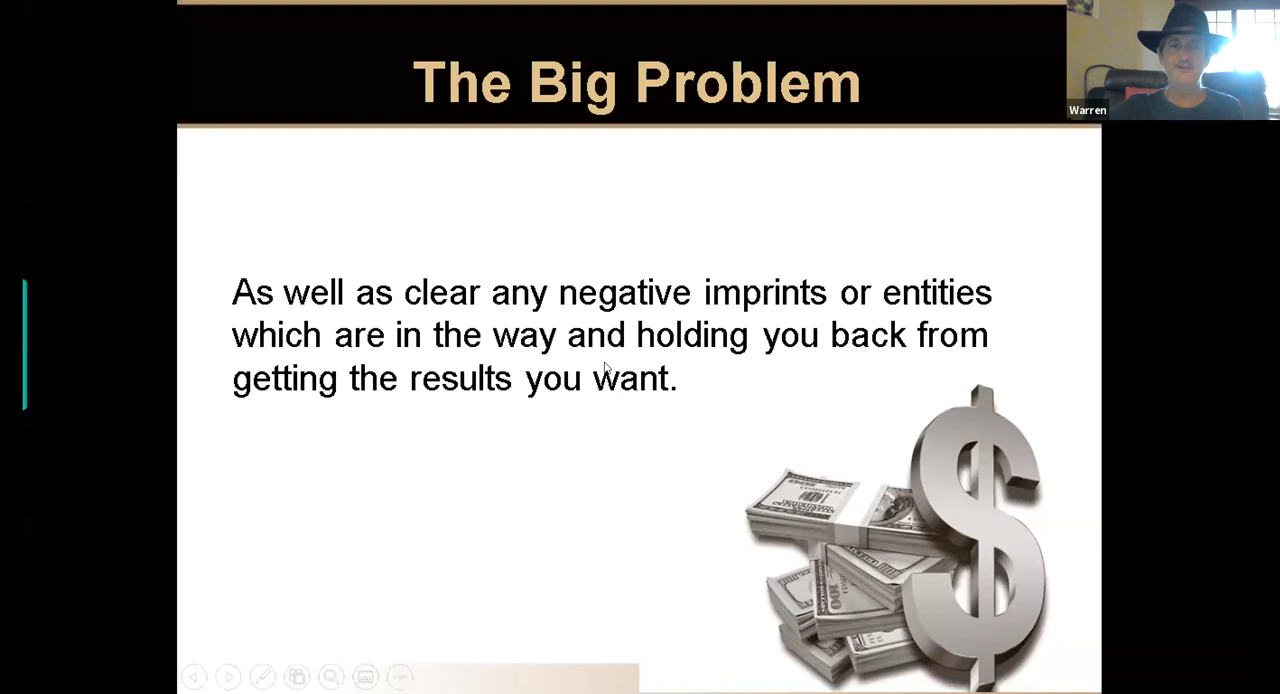 The Big Problem
Warren
As well as clear any negative imprints or entities
which are in the way and holding you back from
getting the results you want.